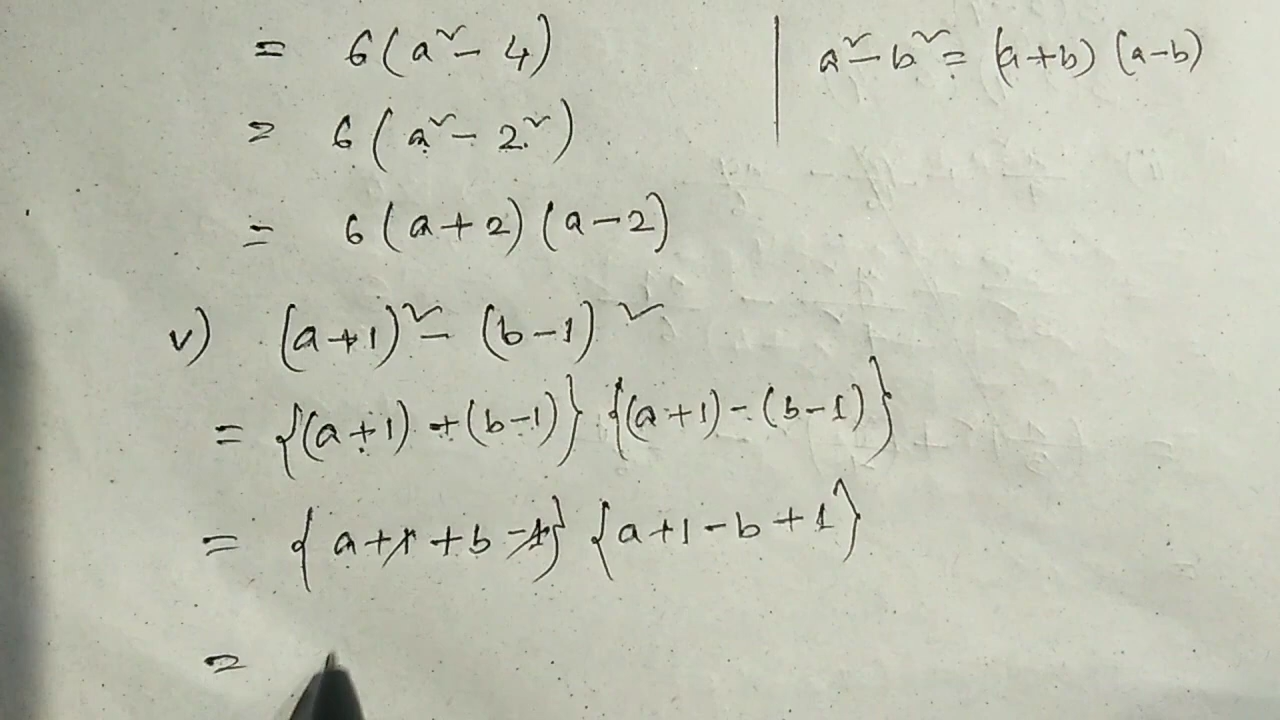 = 6(a² - 4) | a² - b² = (a+b) (a-b)
= 6(a² - 2²)
= 6(a+2)(a-2)
v) (a+1)² - (b-1)²
= {(a+1) + (b-1)} {(a+1) - (b-1)}
= {a+1+b-1} {a+1-b+1}
=